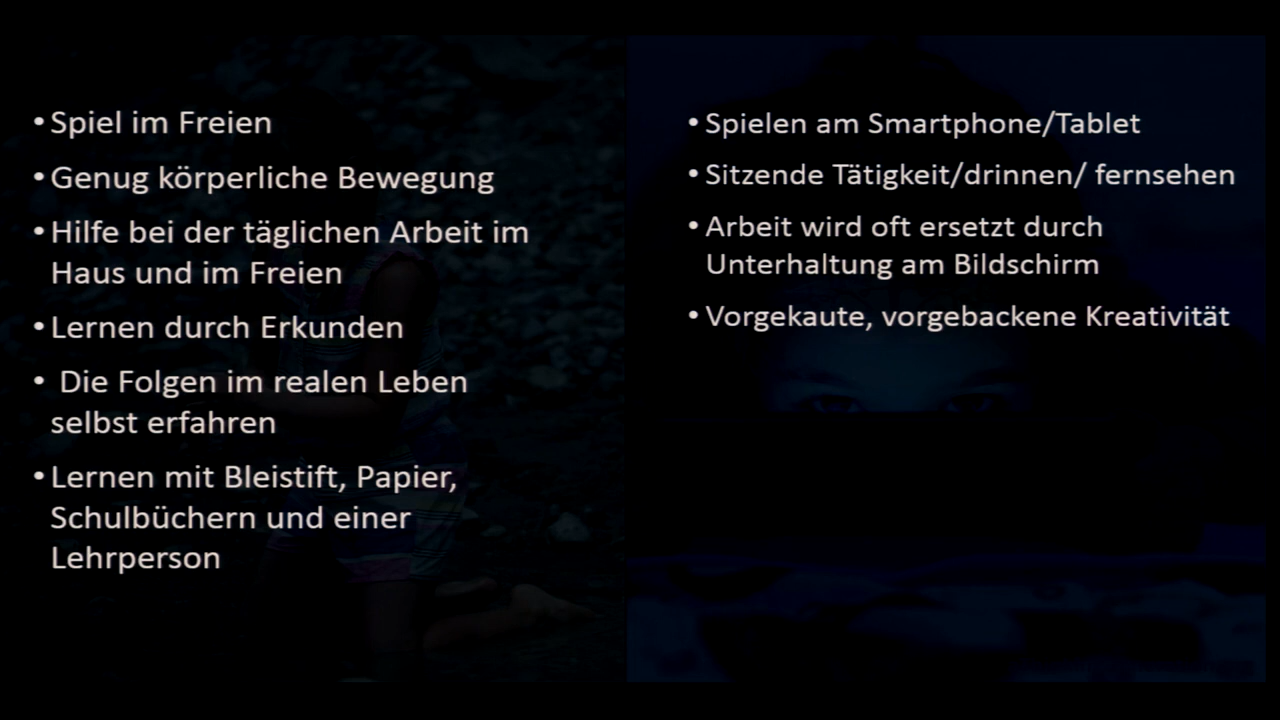 • Spiel im Freien
• Genug körperliche Bewegung
• Hilfe bei der täglichen Arbeit im
Haus und im Freien
• Lernen durch Erkunden
• Die Folgen im realen Leben
selbst erfahren
• Lernen mit Bleistift, Papier,
Schulbüchern und einer
Lehrperson
• Spielen am Smartphone/Tablet
• Sitzende Tätigkeit/drinnen/ fernsehen
• Arbeit wird oft ersetzt durch
Unterhaltung am Bildschirm
• Vorgekaute, vorgebackene Kreativität